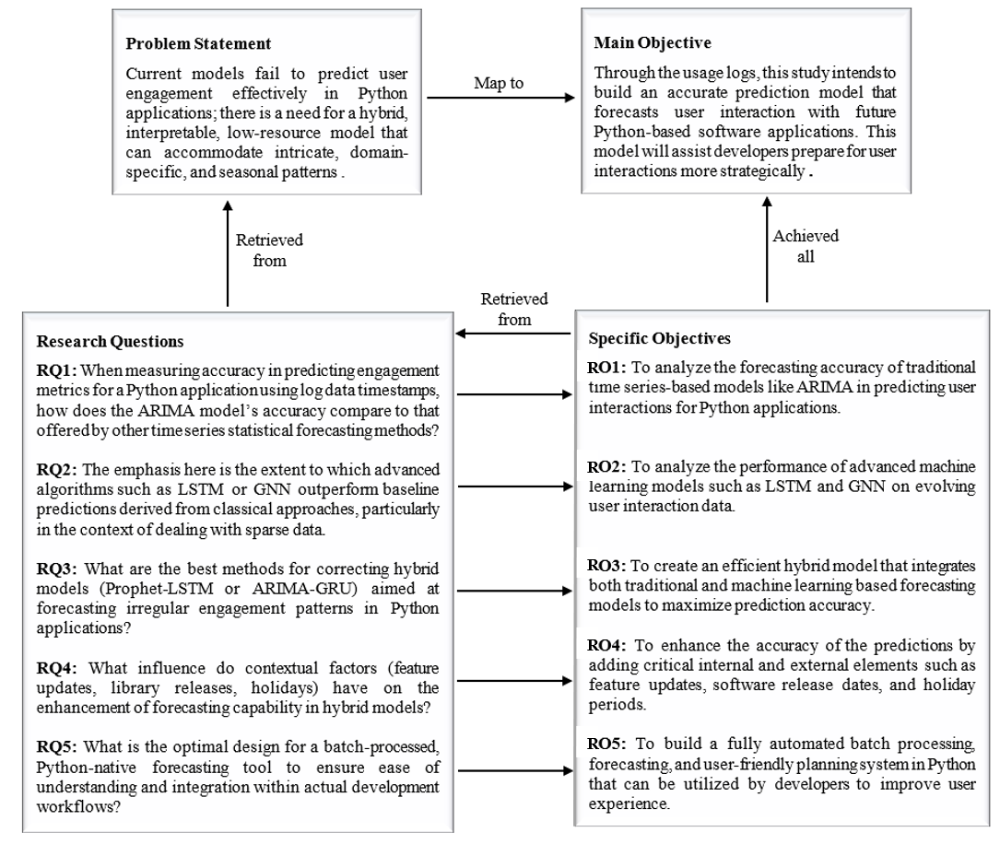 Problem Statement
Current models fail to predict user
engagement effectively in Python
applications; there is a need for a hybrid,
interpretable, low-resource model that
can accommodate intricate, domain-
specific, and seasonal patterns .
Map to
Main Objective
Through the usage logs, this study intends to
build an accurate prediction model that
forecasts user interaction with future
Python-based software applications. This
model will assist developers prepare for user
interactions more strategically .
Retrieved
from
Achieved
all
Retrieved
from
Research Questions
RQ1: When measuring accuracy in predicting engagement
metrics for a Python application using log data timestamps,
how does the ARIMA model's accuracy compare to that
offered by other time series statistical forecasting methods?
RQ2: The emphasis here is the extent to which advanced
algorithms such as LSTM or GNN outperform baseline
predictions derived from classical approaches, particularly
in the context of dealing with sparse data.
RQ3: What are the best methods for correcting hybrid
models (Prophet-LSTM or ARIMA-GRU) aimed at
forecasting irregular engagement patterns in Python
applications?
RQ4: What influence do contextual factors (feature
updates, library releases, holidays) have on the
enhancement of forecasting capability in hybrid models?
RQ5: What is the optimal design for a batch-processed,
Python-native forecasting tool to ensure ease of
understanding and integration within actual development
workflows?
Specific Objectives
RO1: To analyze the forecasting accuracy of traditional
time series-based models like ARIMA in predicting user
interactions for Python applications.
RO2: To analyze the performance of advanced machine
learning models such as LSTM and GNN on evolving
user interaction data.
RO3: To create an efficient hybrid model that integrates
both traditional and machine learning based forecasting
models to maximize prediction accuracy.
RO4: To enhance the accuracy of the predictions by
adding critical internal and external elements such as
feature updates, software release dates, and holiday
periods.
RO5: To build a fully automated batch processing,
forecasting, and user-friendly planning system in Python
that can be utilized by developers to improve user
experience.